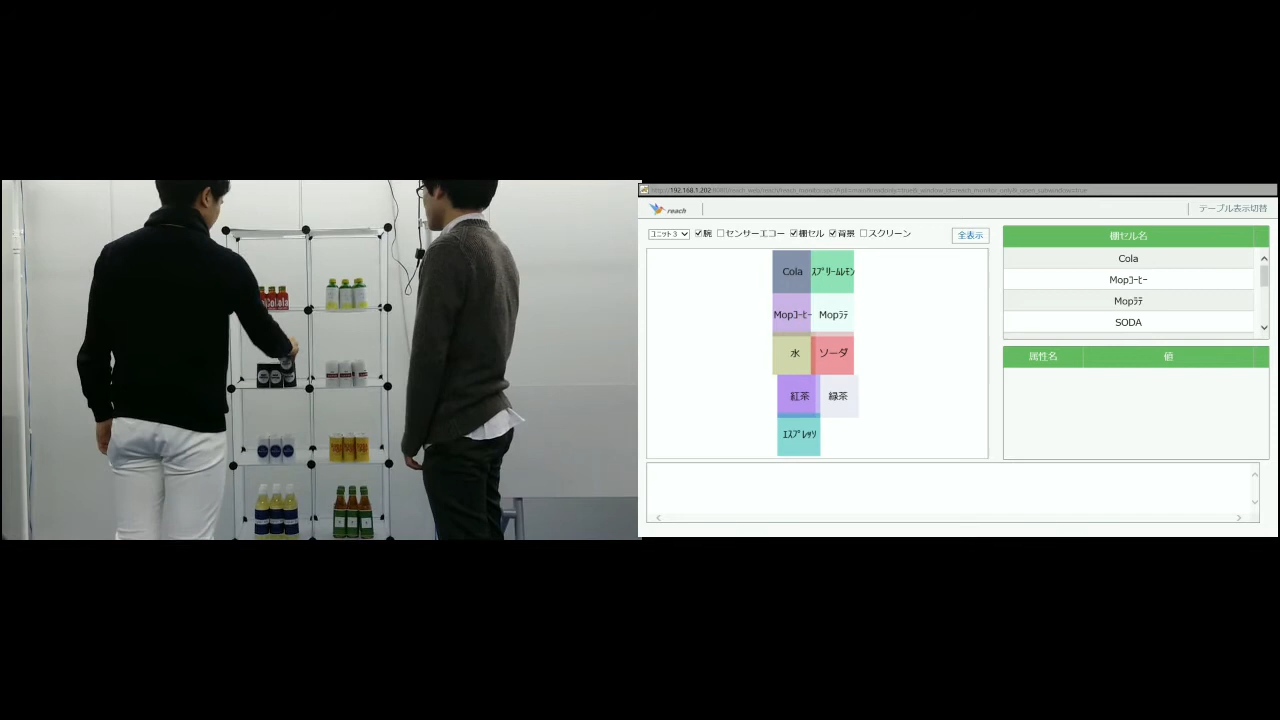 192.168.1.202
reach
テーブル表示切替
ユニット3 腕 センサーエコー 棚セル 背景 スクリーン 全表示
棚セル名
Cola
Mopコーヒー
Mopラテ
SODA
Cola スプリームレモン
Mopコーヒー Mopラテ
水 ソーダ
紅茶 緑茶
エスプレッソ
属性名 値